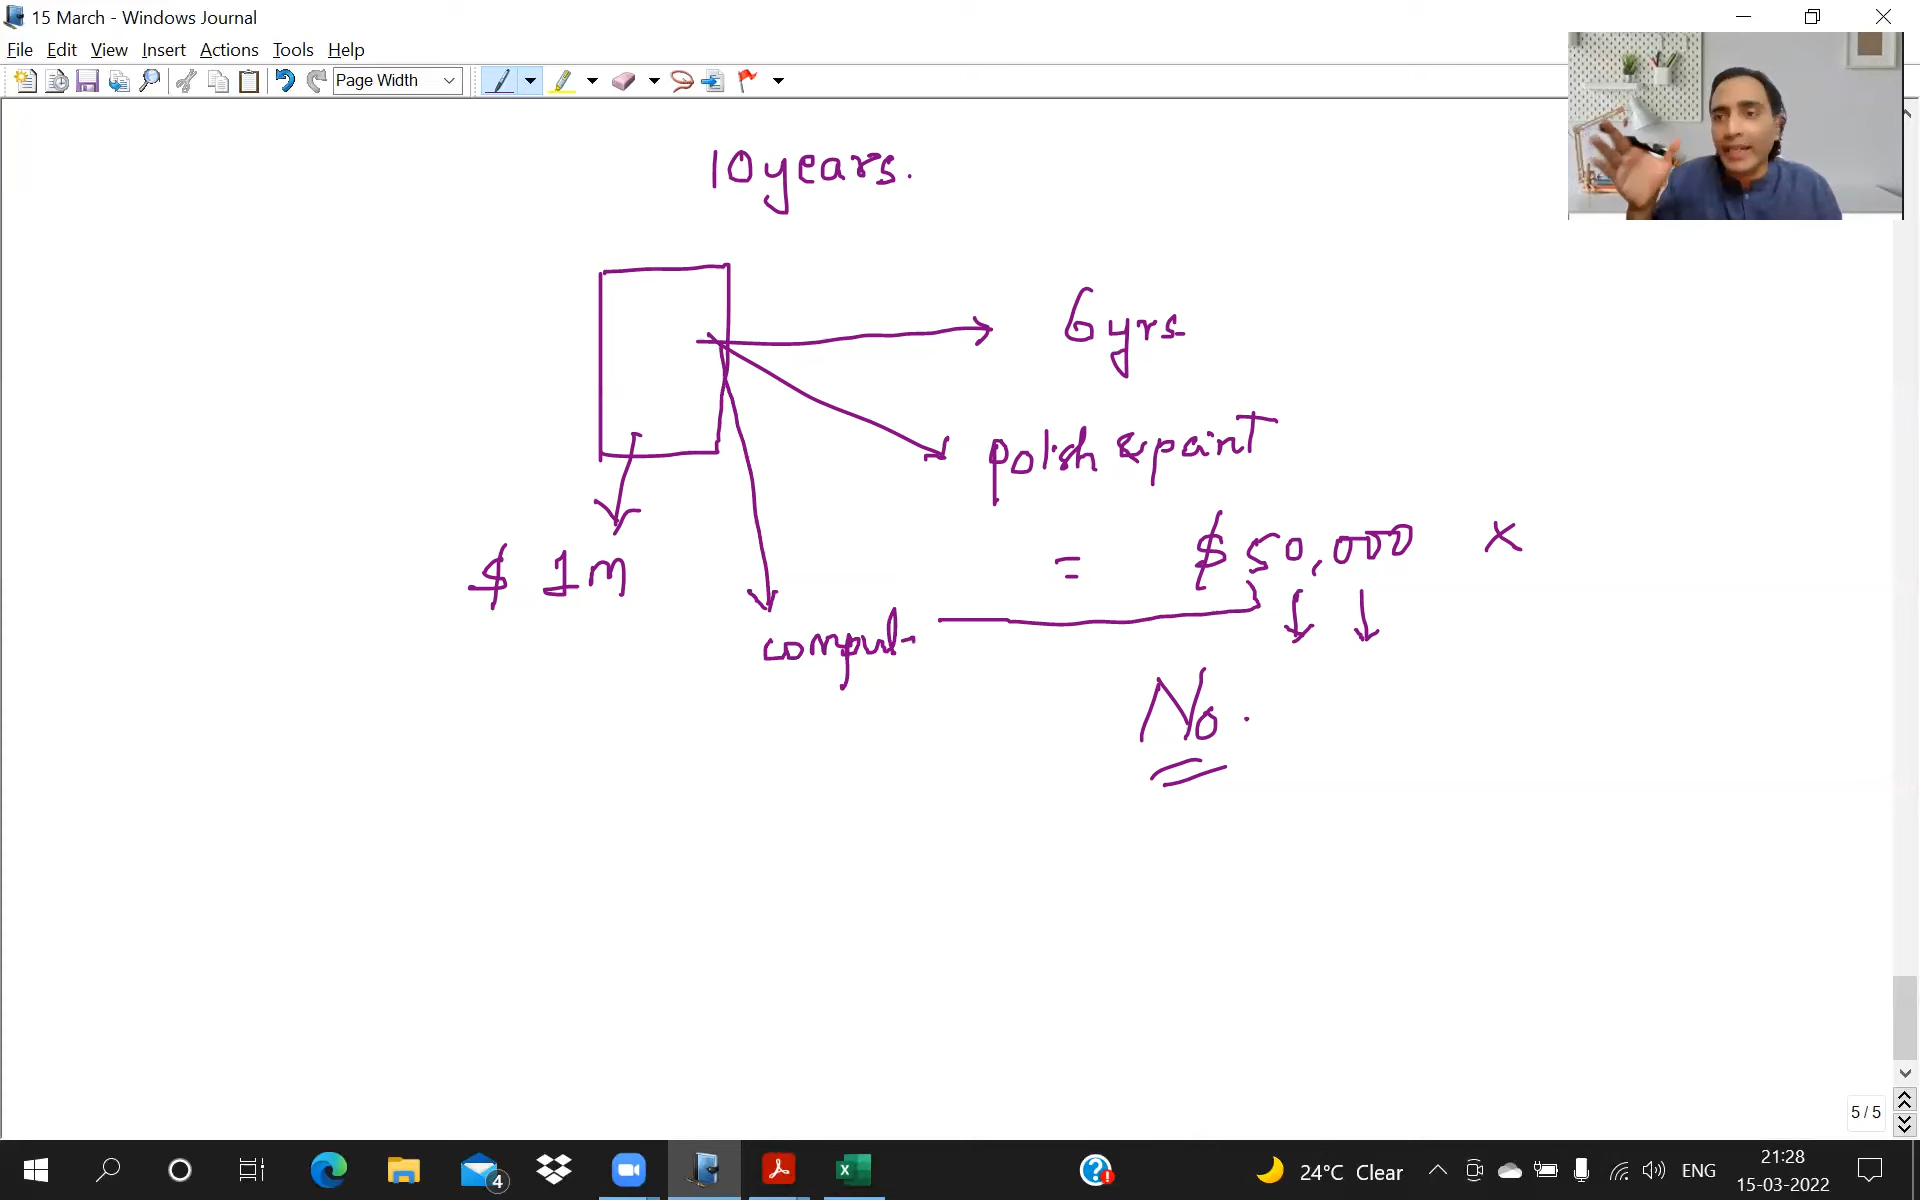 15 March - Windows Journal
File Edit View Insert Actions Tools Help
Page Width
10 years.
6 yrs
polish & paint
= $ 50,000 x
$ 1m
No.
5 / 5
4
24°C Clear
ENG
21:28
15-03-2022